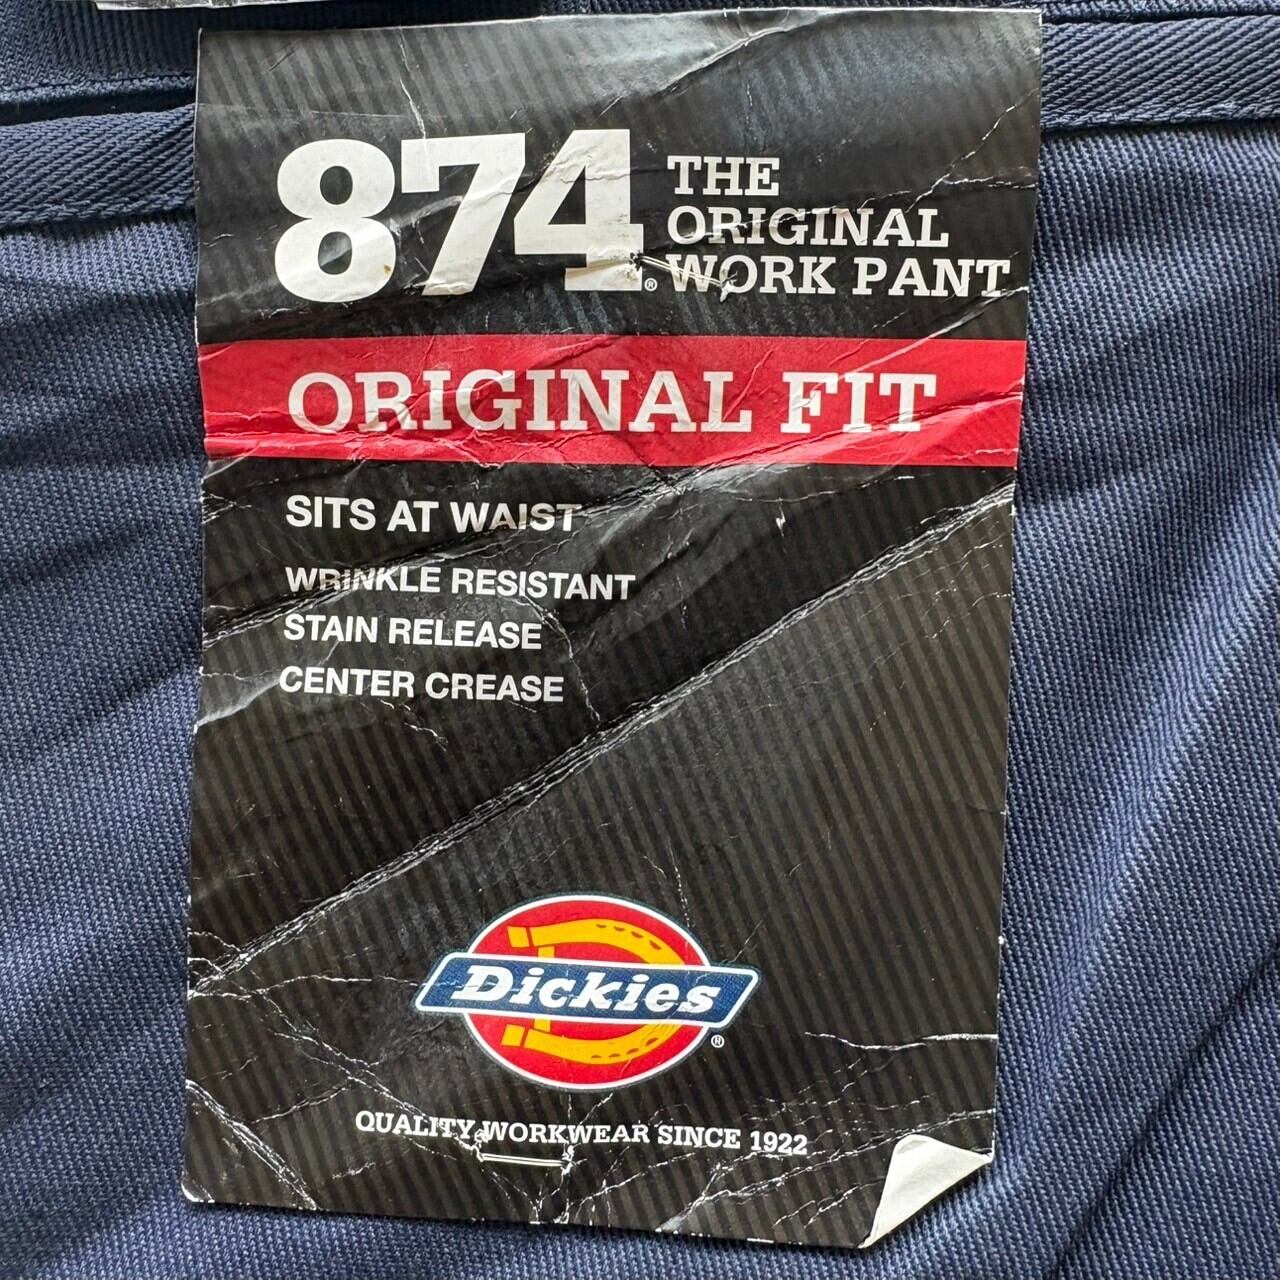 874® THE
ORIGINAL
WORK PANT
ORIGINAL FIT
SITS AT WAIST
WRINKLE RESISTANT
STAIN RELEASE
CENTER CREASE
Dickies®
QUALITY WORKWEAR SINCE 1922